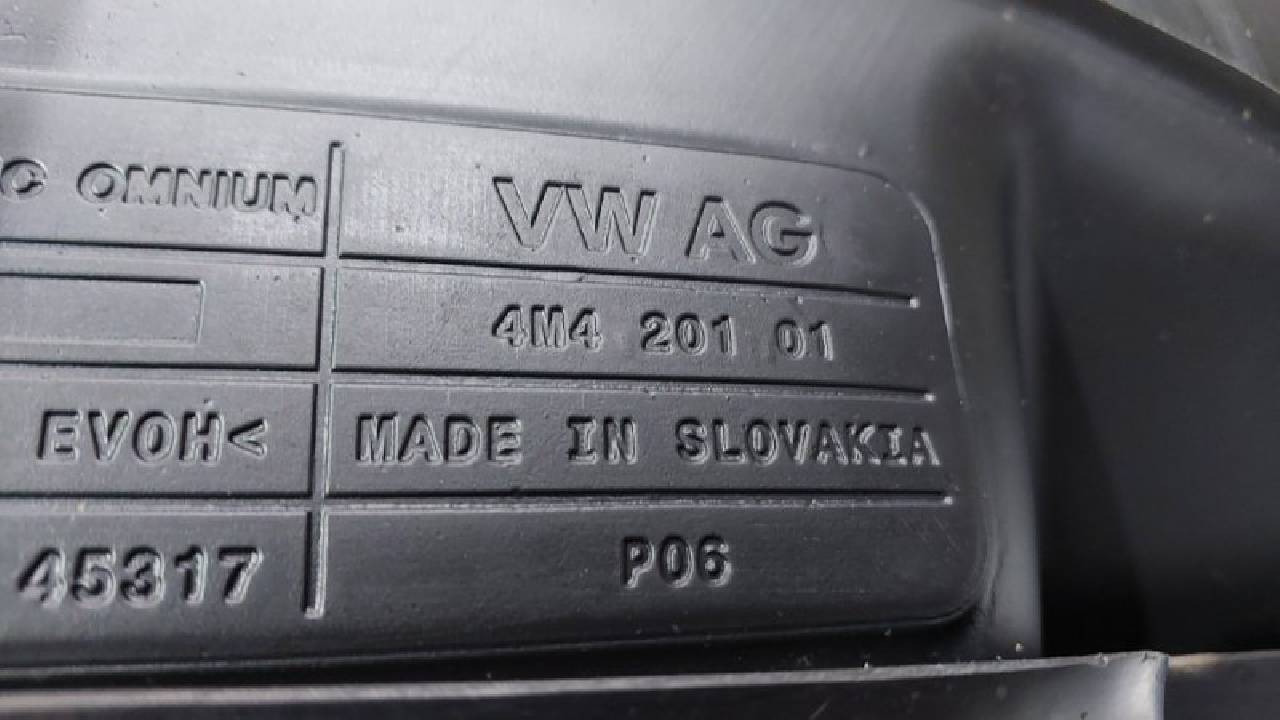 C OMNIUM
VW AG
4M4 201 01
EVOH<
MADE IN SLOVAKIA
45317
P06